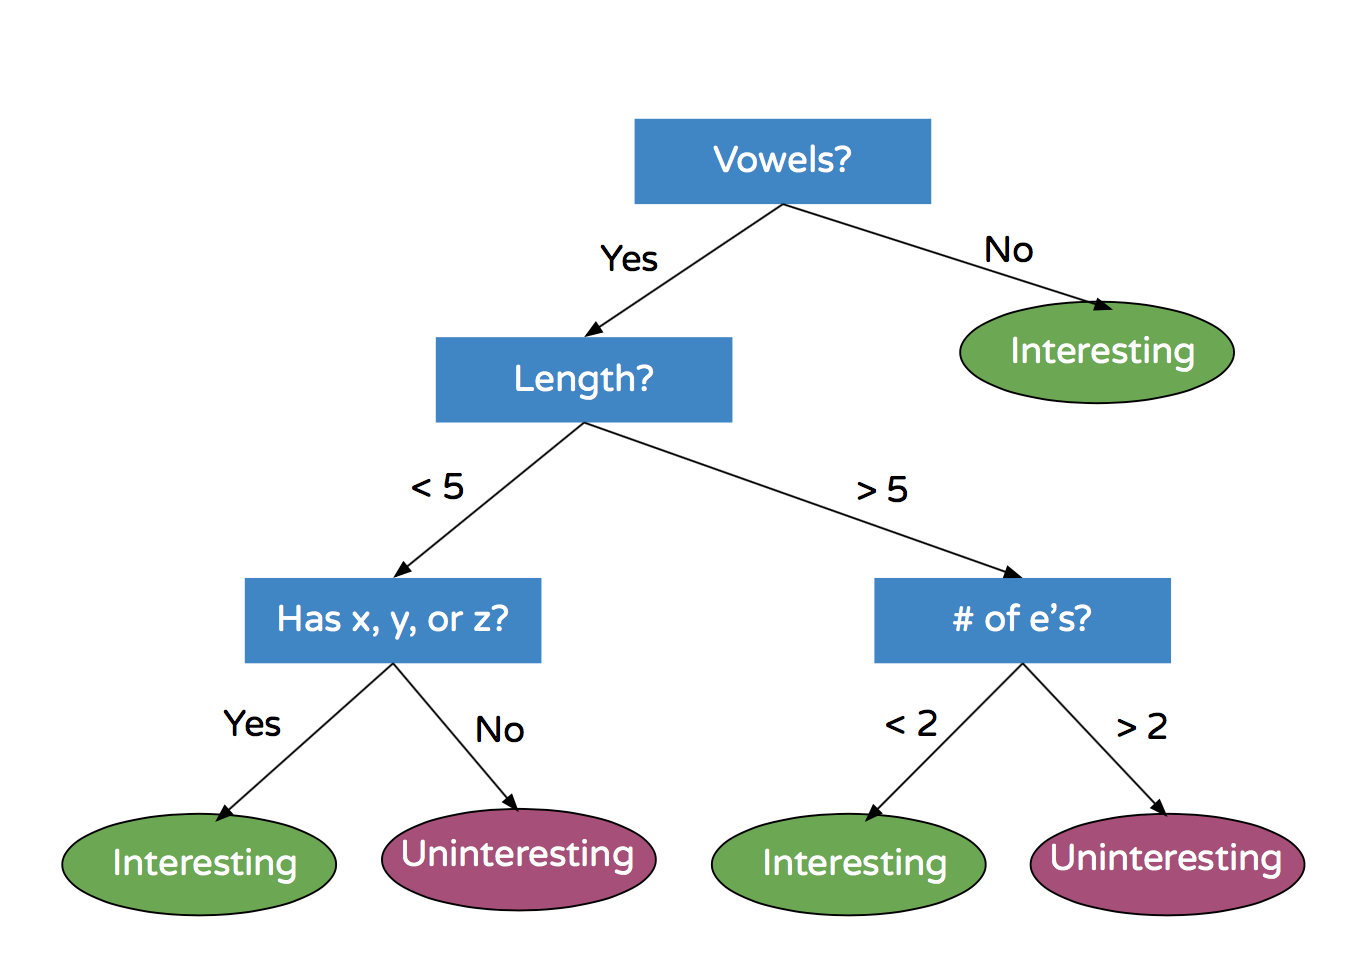 Vowels?
Yes
No
Interesting
Length?
< 5
> 5
Has x, y, or z?
# of e’s?
Yes
No
< 2
> 2
Interesting
Uninteresting
Interesting
Uninteresting